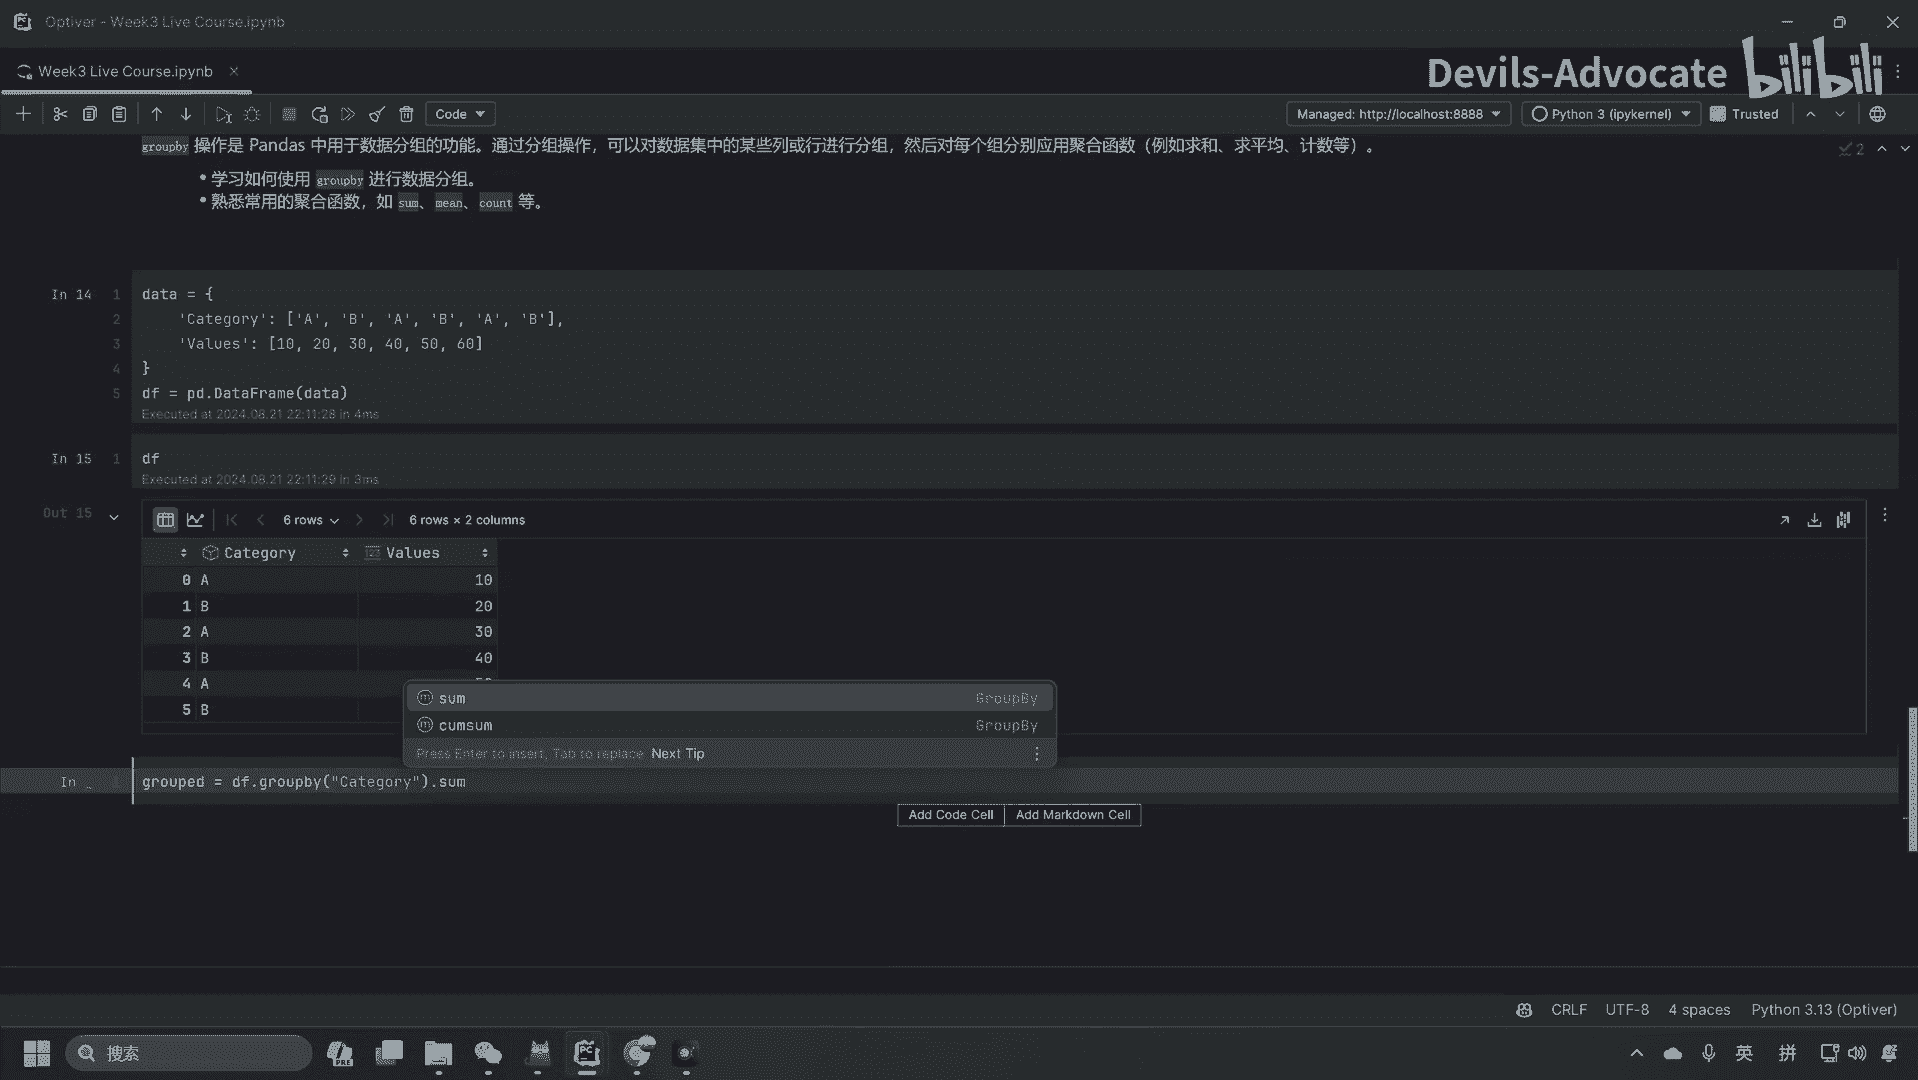 Optiver - Week3 Live Course.ipynb
Week3 Live Course.ipynb
Devils-Advocate bilibili
Code
Managed: http://localhost:8888
Python 3 (ipykernel)
Trusted
groupby 操作是 Pandas 中用于数据分组的功能。通过分组操作，可以对数据集中的某些列或行进行分组，然后对每个组分别应用聚合函数（例如求和、求平均、计数等）。
2
• 学习如何使用 groupby 进行数据分组。
• 熟悉常用的聚合函数，如 sum、mean、count 等。
In 14 1 data = {
2 'Category': ['A', 'B', 'A', 'B', 'A', 'B'],
3 'Values': [10, 20, 30, 40, 50, 60]
4 }
5 df = pd.DataFrame(data)
Executed at 2024.08.21 22:11:28 in 4ms
In 15 1 df
Executed at 2024.08.21 22:11:29 in 3ms
Out 15
6 rows
6 rows × 2 columns
Category 123 Values
0 A 10
1 B 20
2 A 30
3 B 40
4 A
5 B
sum GroupBy
cumsum GroupBy
Press Enter to insert, Tab to replace Next Tip
In _ 1 grouped = df.groupby("Category").sum
Add Code Cell Add Markdown Cell
CRLF UTF-8 4 spaces Python 3.13 (Optiver)
搜索
PRE
PC
英
拼